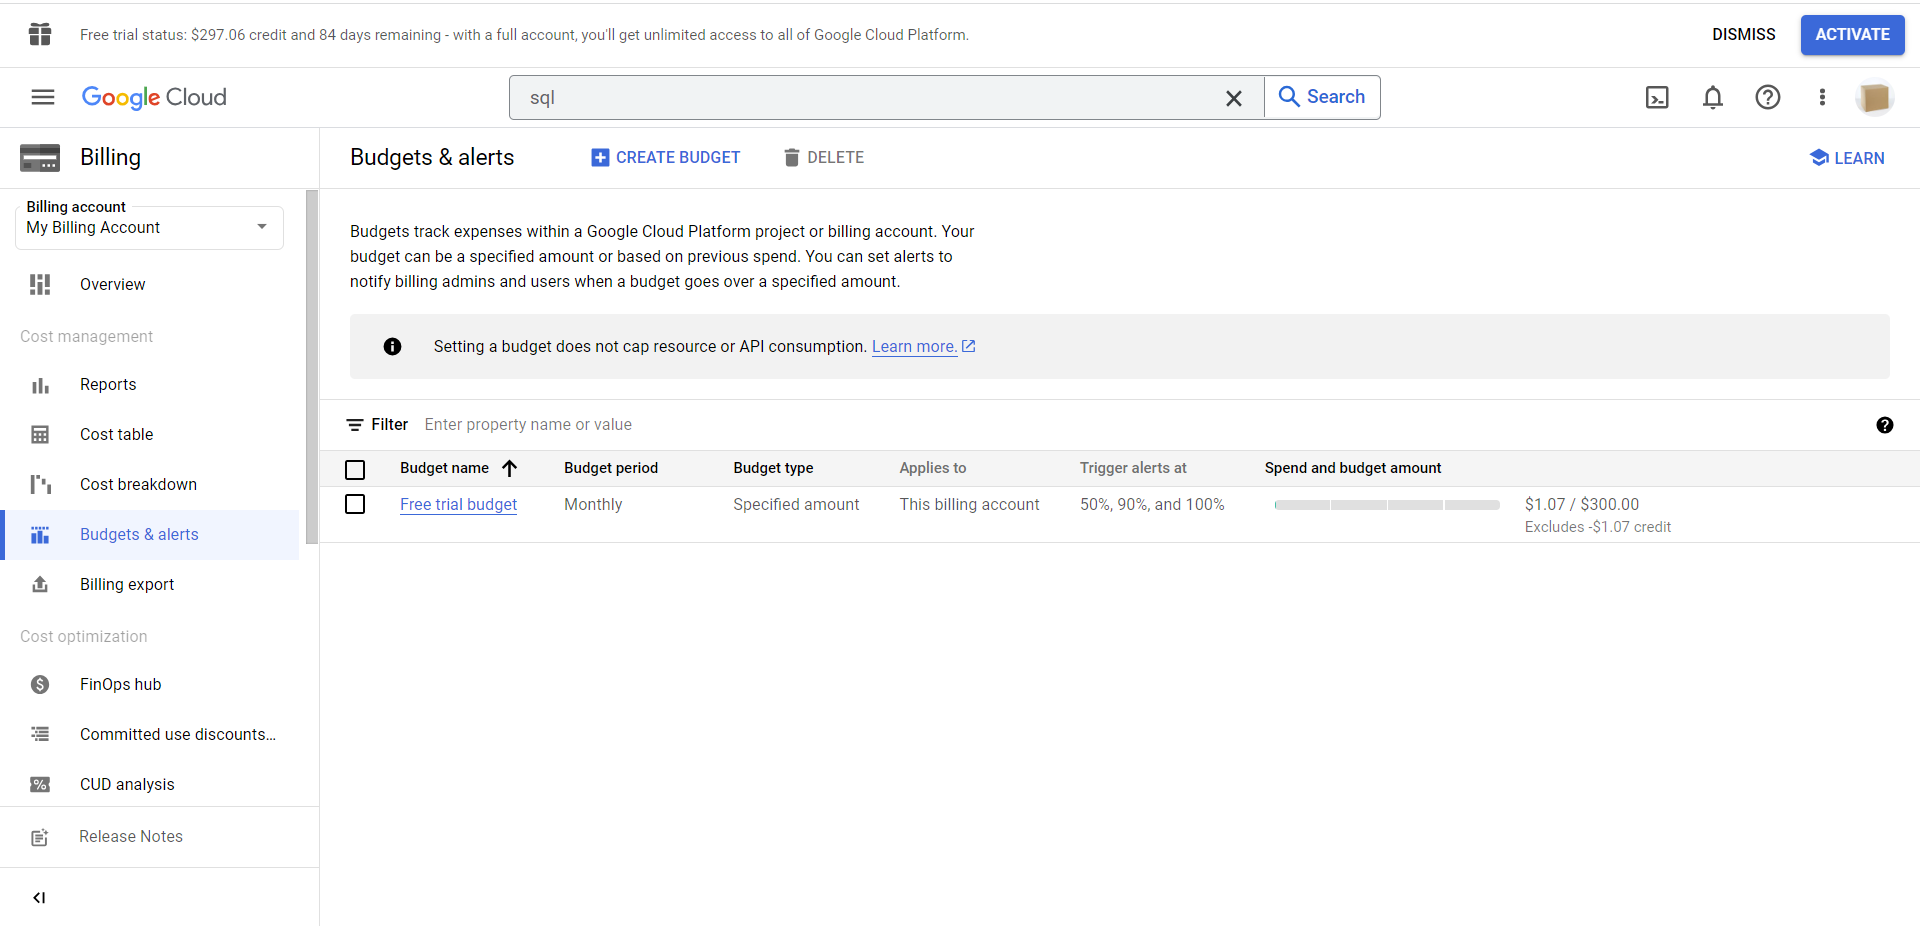 Free trial status: $297.06 credit and 84 days remaining - with a full account, you'll get unlimited access to all of Google Cloud Platform.
DISMISS
ACTIVATE
Google Cloud
sql
Search
Billing
Budgets & alerts
CREATE BUDGET
DELETE
LEARN
Billing account
My Billing Account
Overview
Cost management
Reports
Cost table
Cost breakdown
Budgets & alerts
Billing export
Cost optimization
FinOps hub
Committed use discounts...
CUD analysis
Release Notes
Budgets track expenses within a Google Cloud Platform project or billing account. Your
budget can be a specified amount or based on previous spend. You can set alerts to
notify billing admins and users when a budget goes over a specified amount.
Setting a budget does not cap resource or API consumption. Learn more.
Filter Enter property name or value
Budget name Budget period Budget type Applies to Trigger alerts at Spend and budget amount
Free trial budget Monthly Specified amount This billing account 50%, 90%, and 100% $1.07 / $300.00
Excludes -$1.07 credit